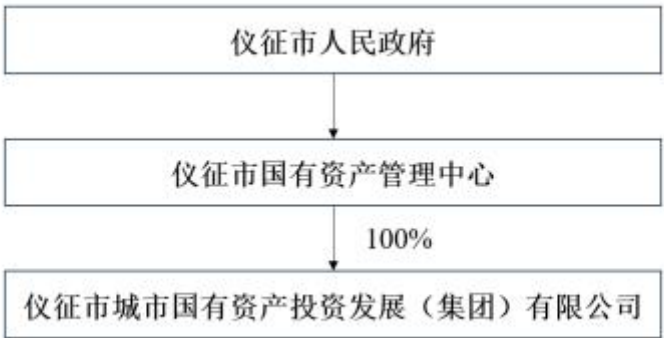 仪征市人民政府
仪征市国有资产管理中心
100%
仪征市城市国有资产投资发展（集团）有限公司